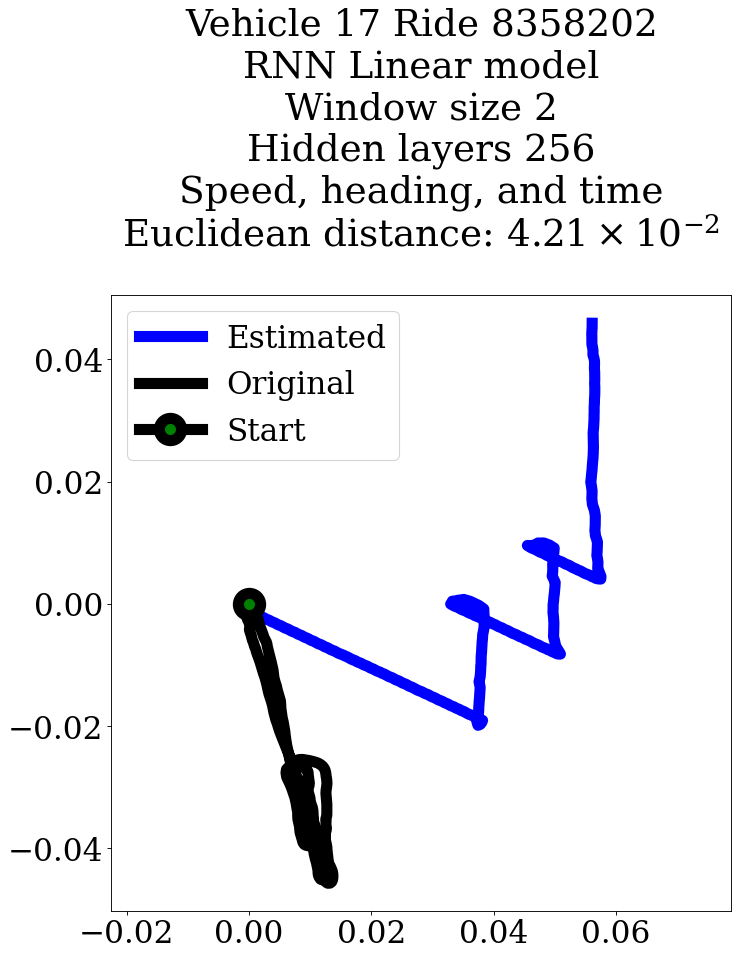 Vehicle 17 Ride 8358202
RNN Linear model
Window size 2
Hidden layers 256
Speed, heading, and time
Euclidean distance: 4.21 × 10⁻²
Estimated
Original
Start
0.04
0.02
0.00
−0.02
−0.04
−0.02 0.00 0.02 0.04 0.06